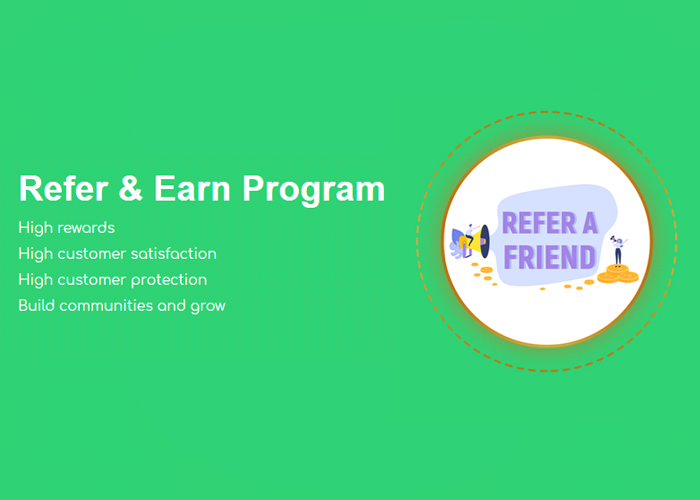 Refer & Earn Program
High rewards
High customer satisfaction
High customer protection
Build communities and grow
REFER A
FRIEND